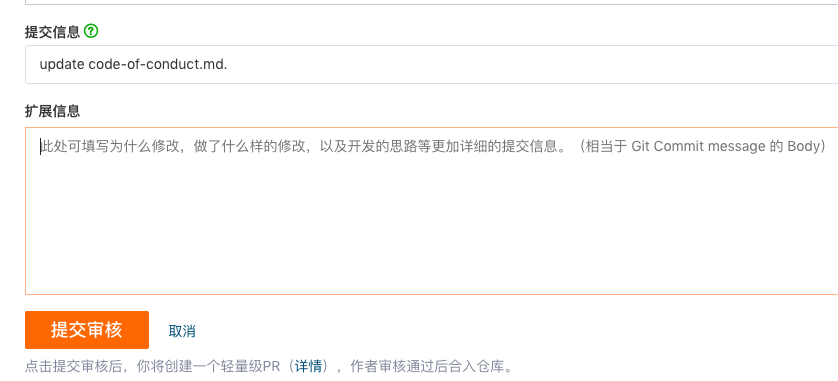 提交信息
update code-of-conduct.md.
扩展信息
此处可填写为什么修改，做了什么样的修改，以及开发的思路等更加详细的提交信息。（相当于 Git Commit message 的 Body）
提交审核 取消
点击提交审核后，你将创建一个轻量级PR（详情），作者审核通过后合入仓库。